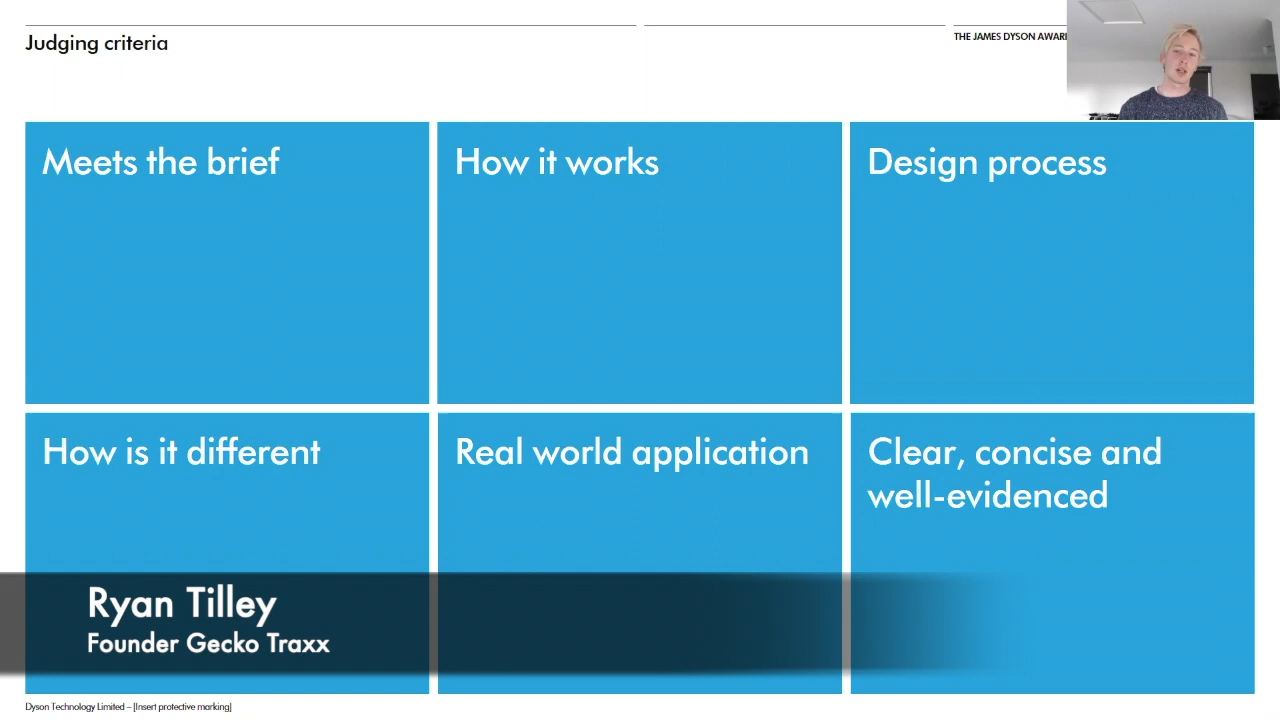 Judging criteria
THE JAMES DYSON AWAR
Meets the brief
How it works
Design process
How is it different
Real world application
Clear, concise and
well-evidenced
Ryan Tilley
Founder Gecko Traxx
Dyson Technology Limited – [Insert protective marking]